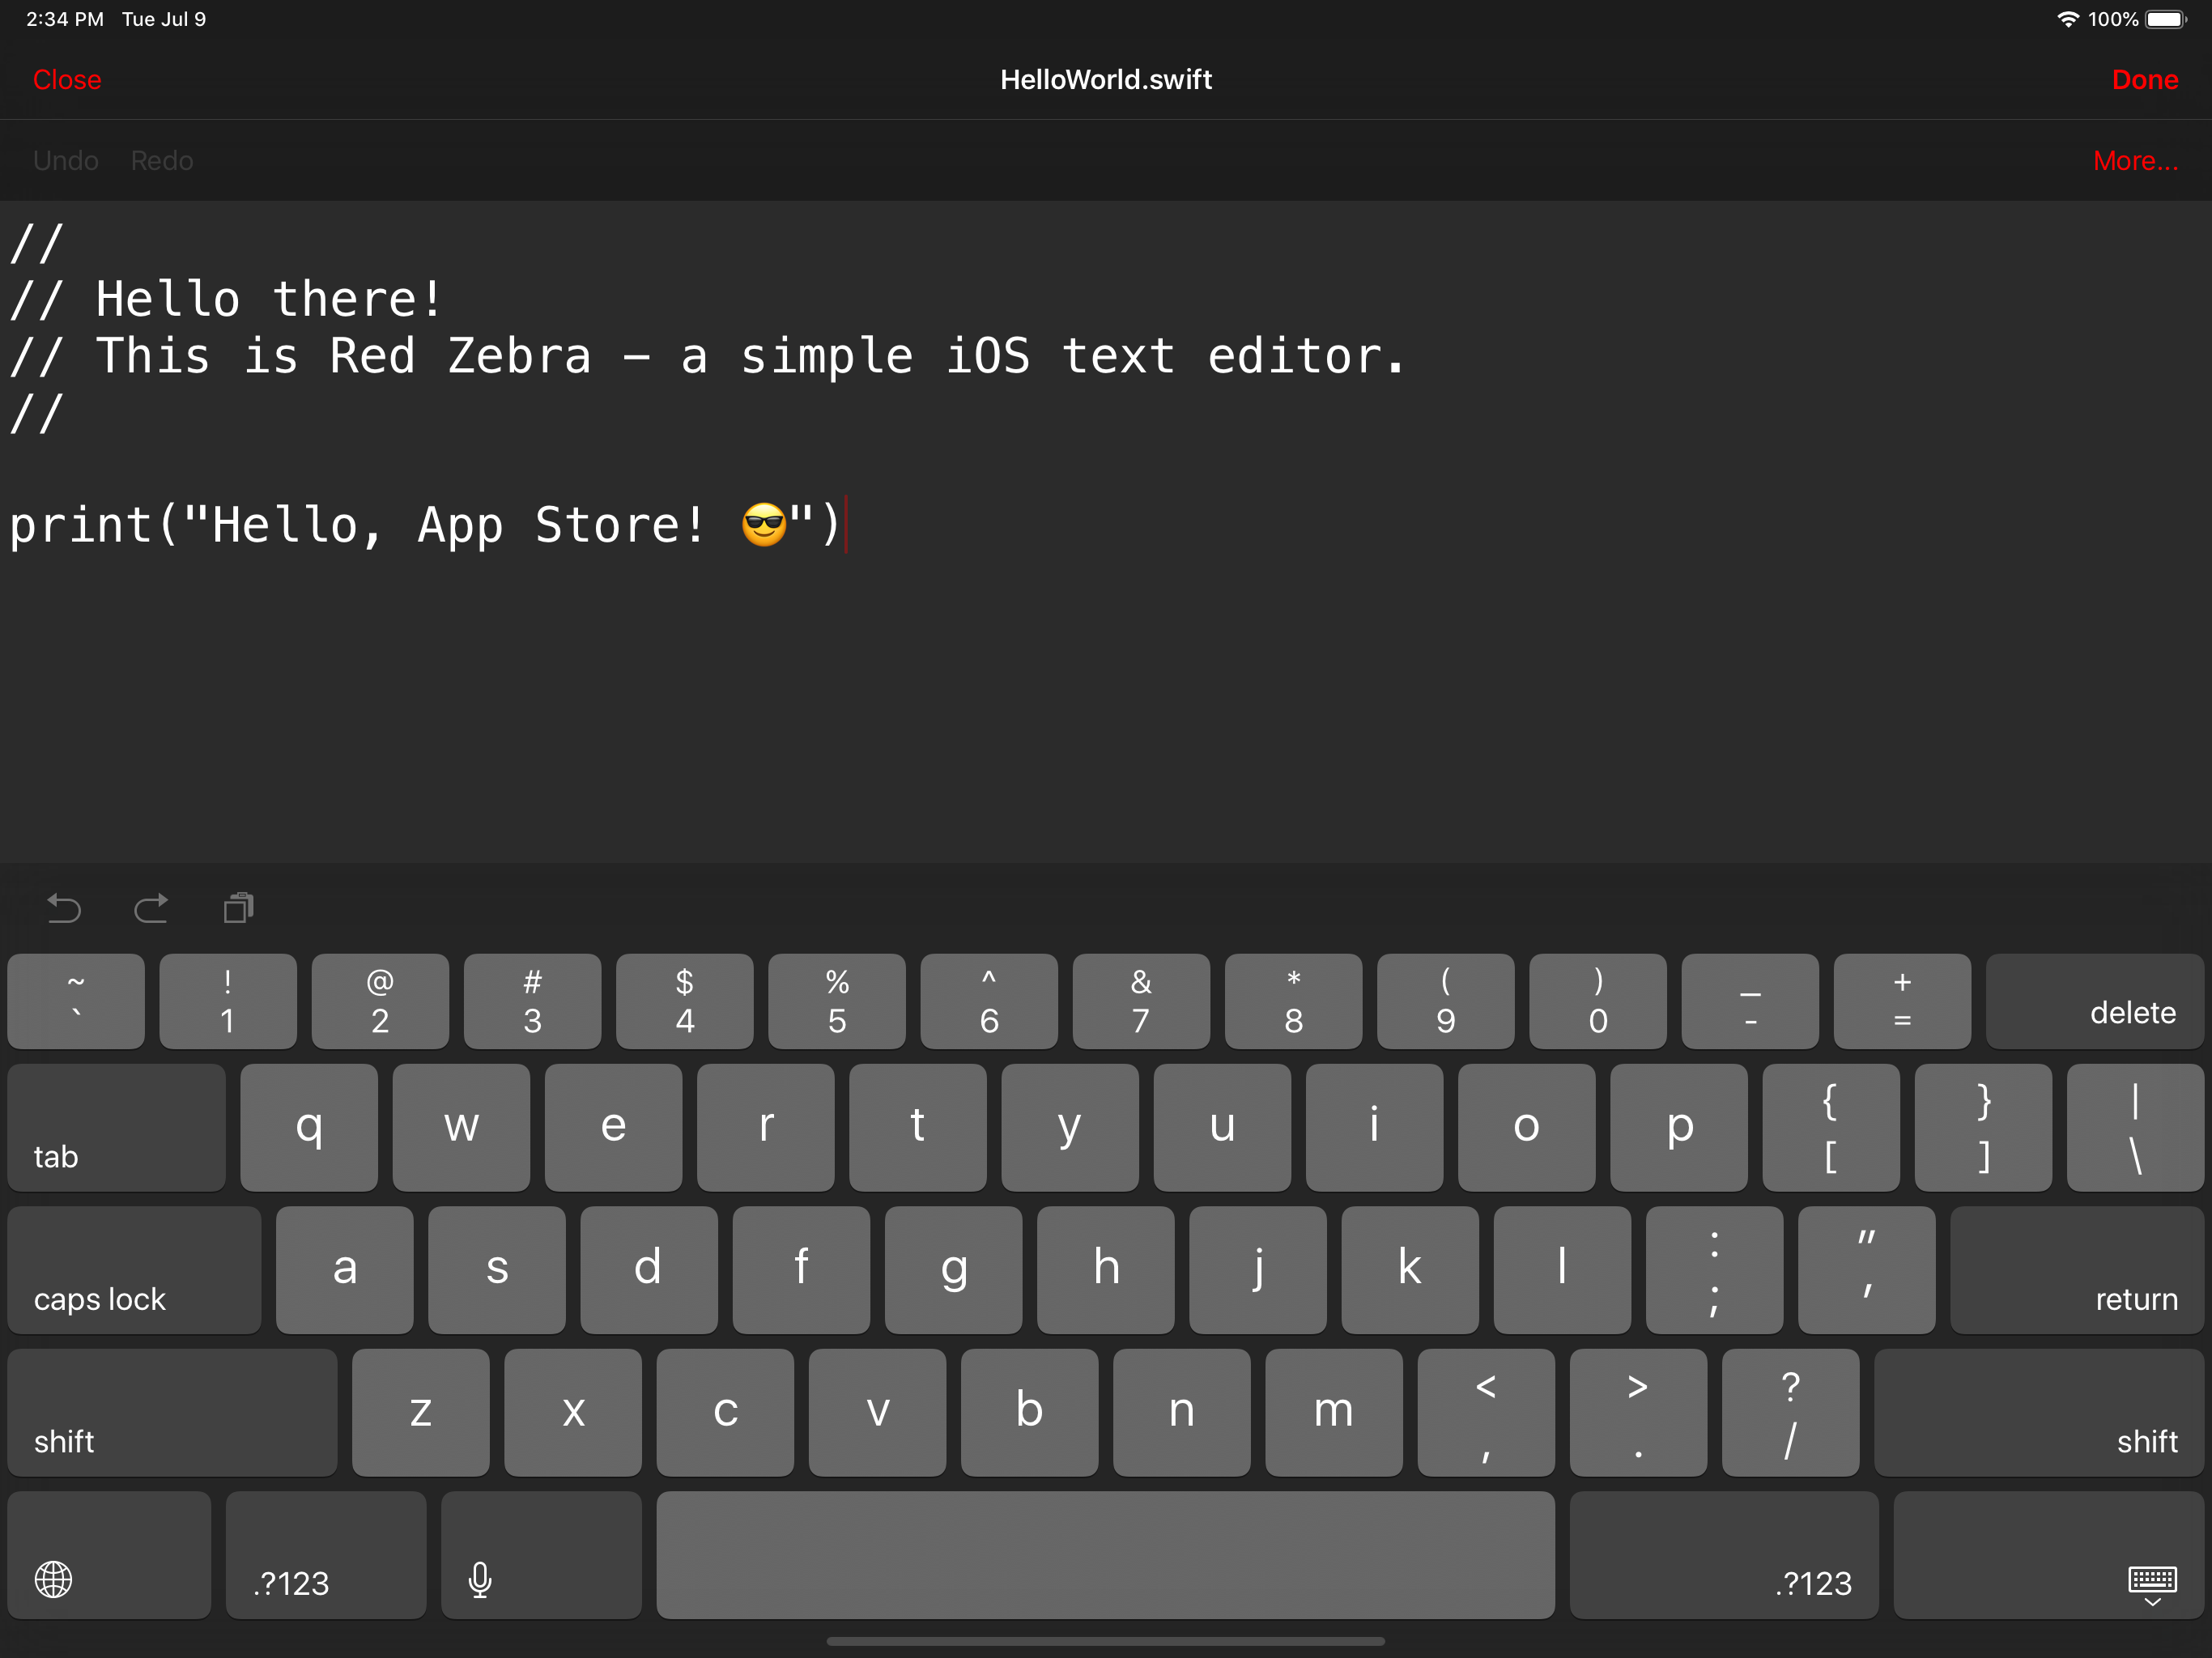 2:34 PM Tue Jul 9 100%
Close HelloWorld.swift Done
Undo Redo More...
//
// Hello there!
// This is Red Zebra – a simple iOS text editor.
//
print("Hello, App Store! 😎")
~ ! @ # $ % ^ & * ( ) _ +
` 1 2 3 4 5 6 7 8 9 0 - = delete
tab q w e r t y u i o p { [ } ] | \
caps lock a s d f g h j k l : ; " ' return
shift z x c v b n m < , > . ? / shift
.?123 .?123